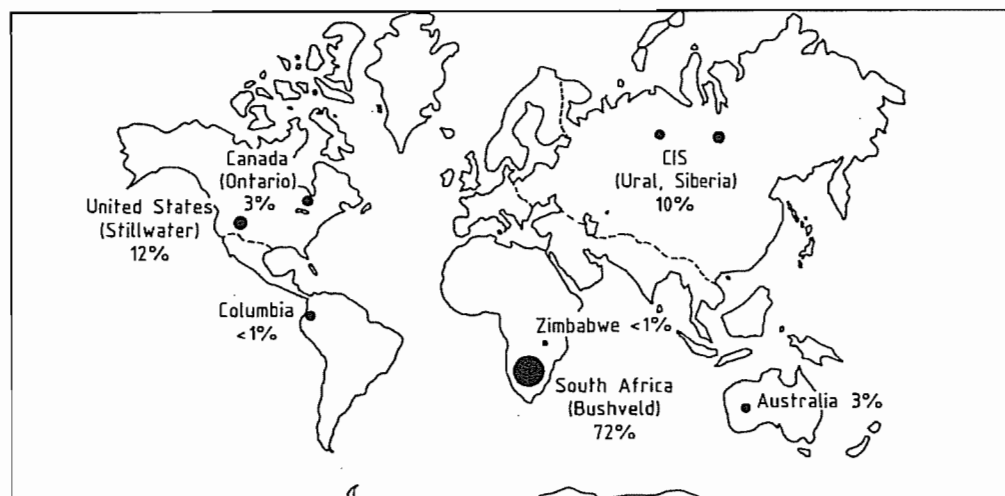 Canada
(Ontario)
3%
United States
(Stillwater)
12%
CIS
(Ural, Siberia)
10%
Columbia
<1%
Zimbabwe <1%
South Africa
(Bushveld)
72%
Australia 3%